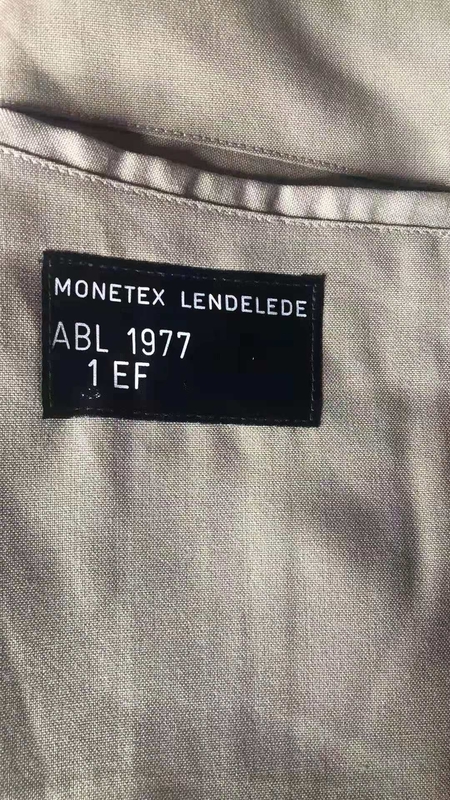 MONETEX LENDELEDE
ABL 1977
1 EF